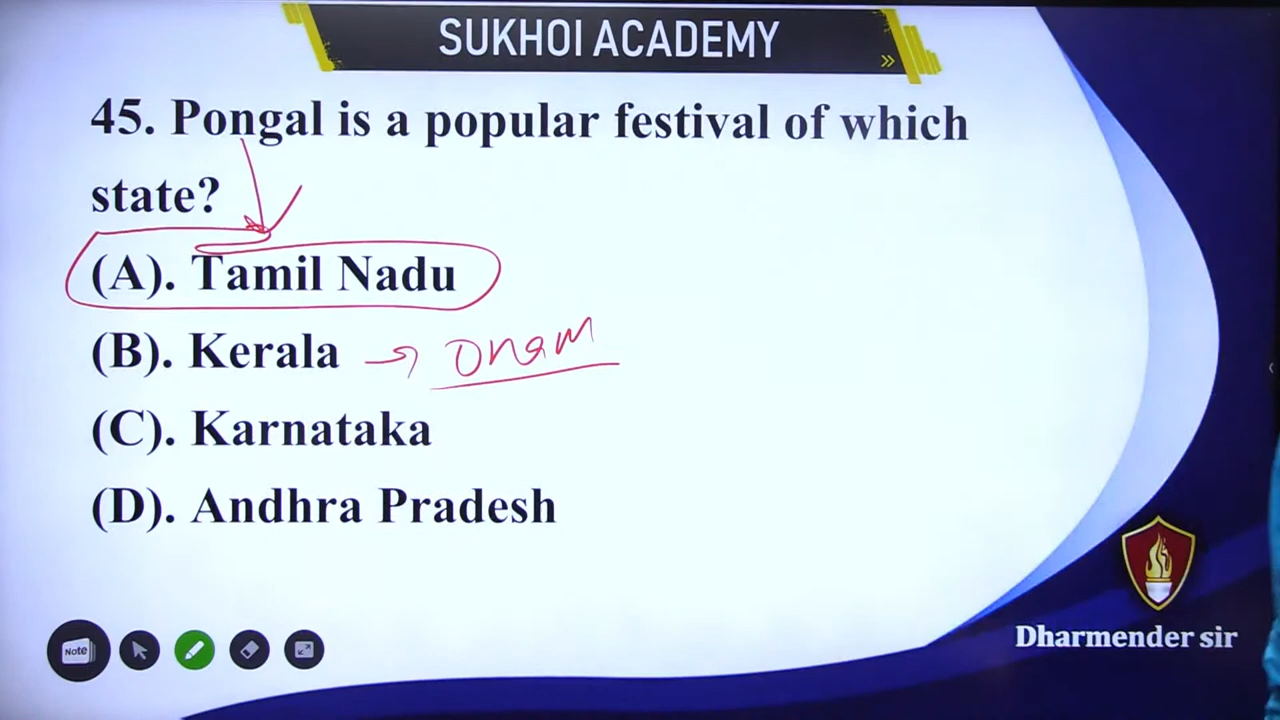 SUKHOI ACADEMY
45. Pongal is a popular festival of which
state?
(A). Tamil Nadu
(B). Kerala → Onam
(C). Karnataka
(D). Andhra Pradesh
Note
Dharmender sir